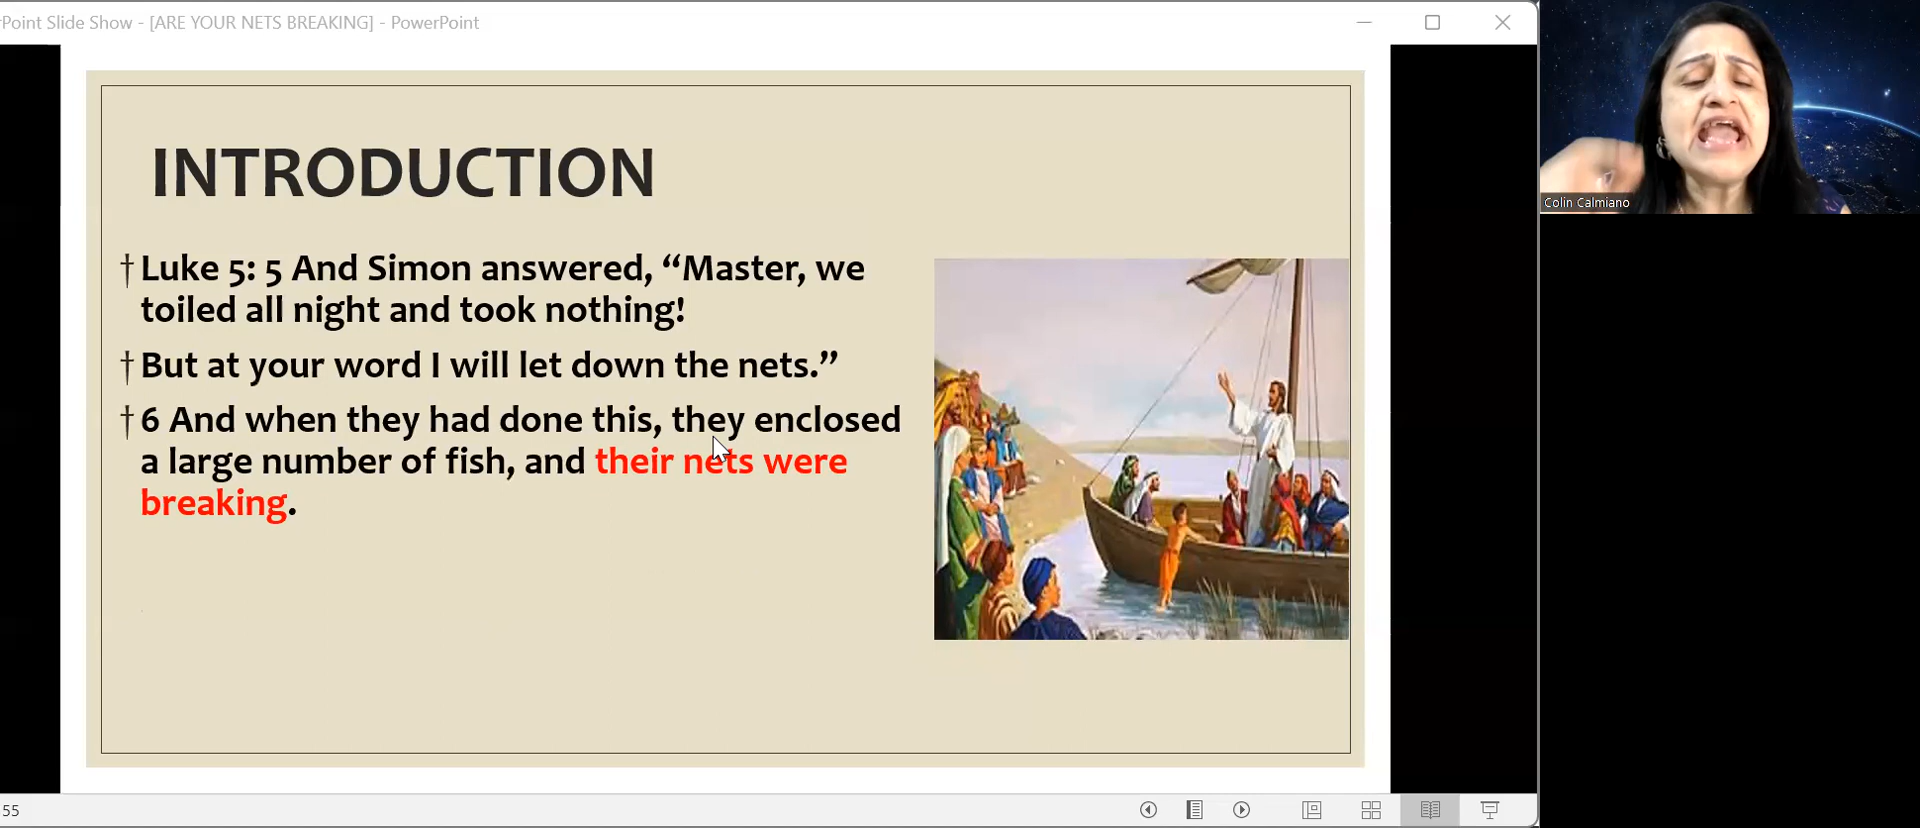 Point Slide Show - [ARE YOUR NETS BREAKING] - PowerPoint
Colin Calmiano
INTRODUCTION
†Luke 5: 5 And Simon answered, “Master, we
toiled all night and took nothing!
†But at your word I will let down the nets.”
†6 And when they had done this, they enclosed
a large number of fish, and their nets were
breaking.
55